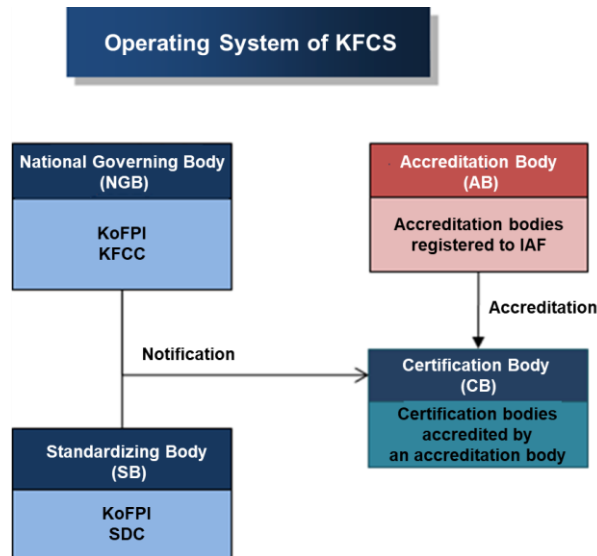 Operating System of KFCS
National Governing Body
(NGB)
KoFPI
KFCC
Accreditation Body
(AB)
Accreditation bodies
registered to IAF
Accreditation
Notification
Certification Body
(CB)
Certification bodies
accredited by
an accreditation body
Standardizing Body
(SB)
KoFPI
SDC